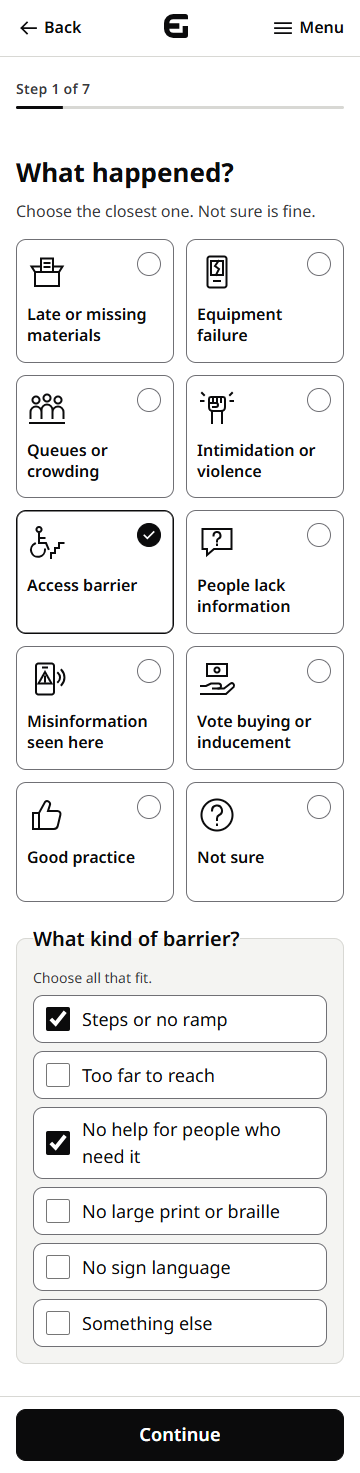 Back
Menu
Step 1 of 7
What happened?
Choose the closest one. Not sure is fine.
Late or missing
materials
Equipment
failure
Queues or
crowding
Intimidation or
violence
Access barrier
People lack
information
Misinformation
seen here
Vote buying or
inducement
Good practice
Not sure
What kind of barrier?
Choose all that fit.
Steps or no ramp
Too far to reach
No help for people who
need it
No large print or braille
No sign language
Something else
Continue